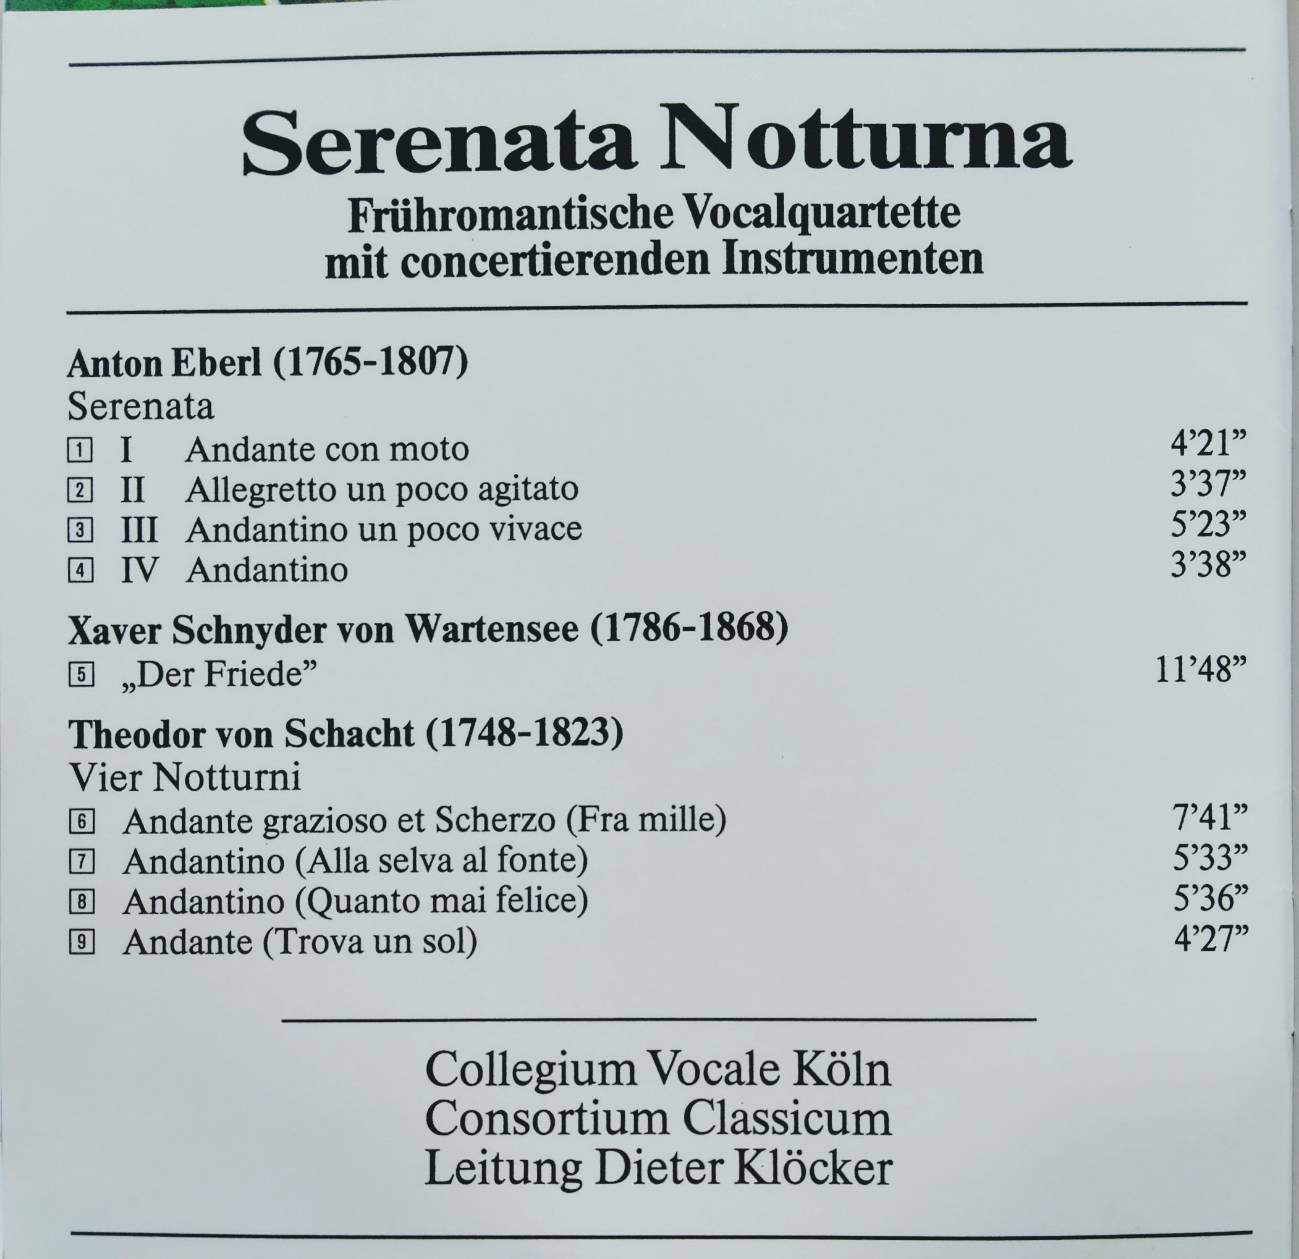 Serenata Notturna
Frühromantische Vocalquartette
mit concertierenden Instrumenten
Anton Eberl (1765-1807)
Serenata
1 I Andante con moto 4’21”
2 II Allegretto un poco agitato 3’37”
3 III Andantino un poco vivace 5’23”
4 IV Andantino 3’38”
Xaver Schnyder von Wartensee (1786-1868)
5 „Der Friede” 11’48”
Theodor von Schacht (1748-1823)
Vier Notturni
6 Andante grazioso et Scherzo (Fra mille) 7’41”
7 Andantino (Alla selva al fonte) 5’33”
8 Andantino (Quanto mai felice) 5’36”
9 Andante (Trova un sol) 4’27”
Collegium Vocale Köln
Consortium Classicum
Leitung Dieter Klöcker